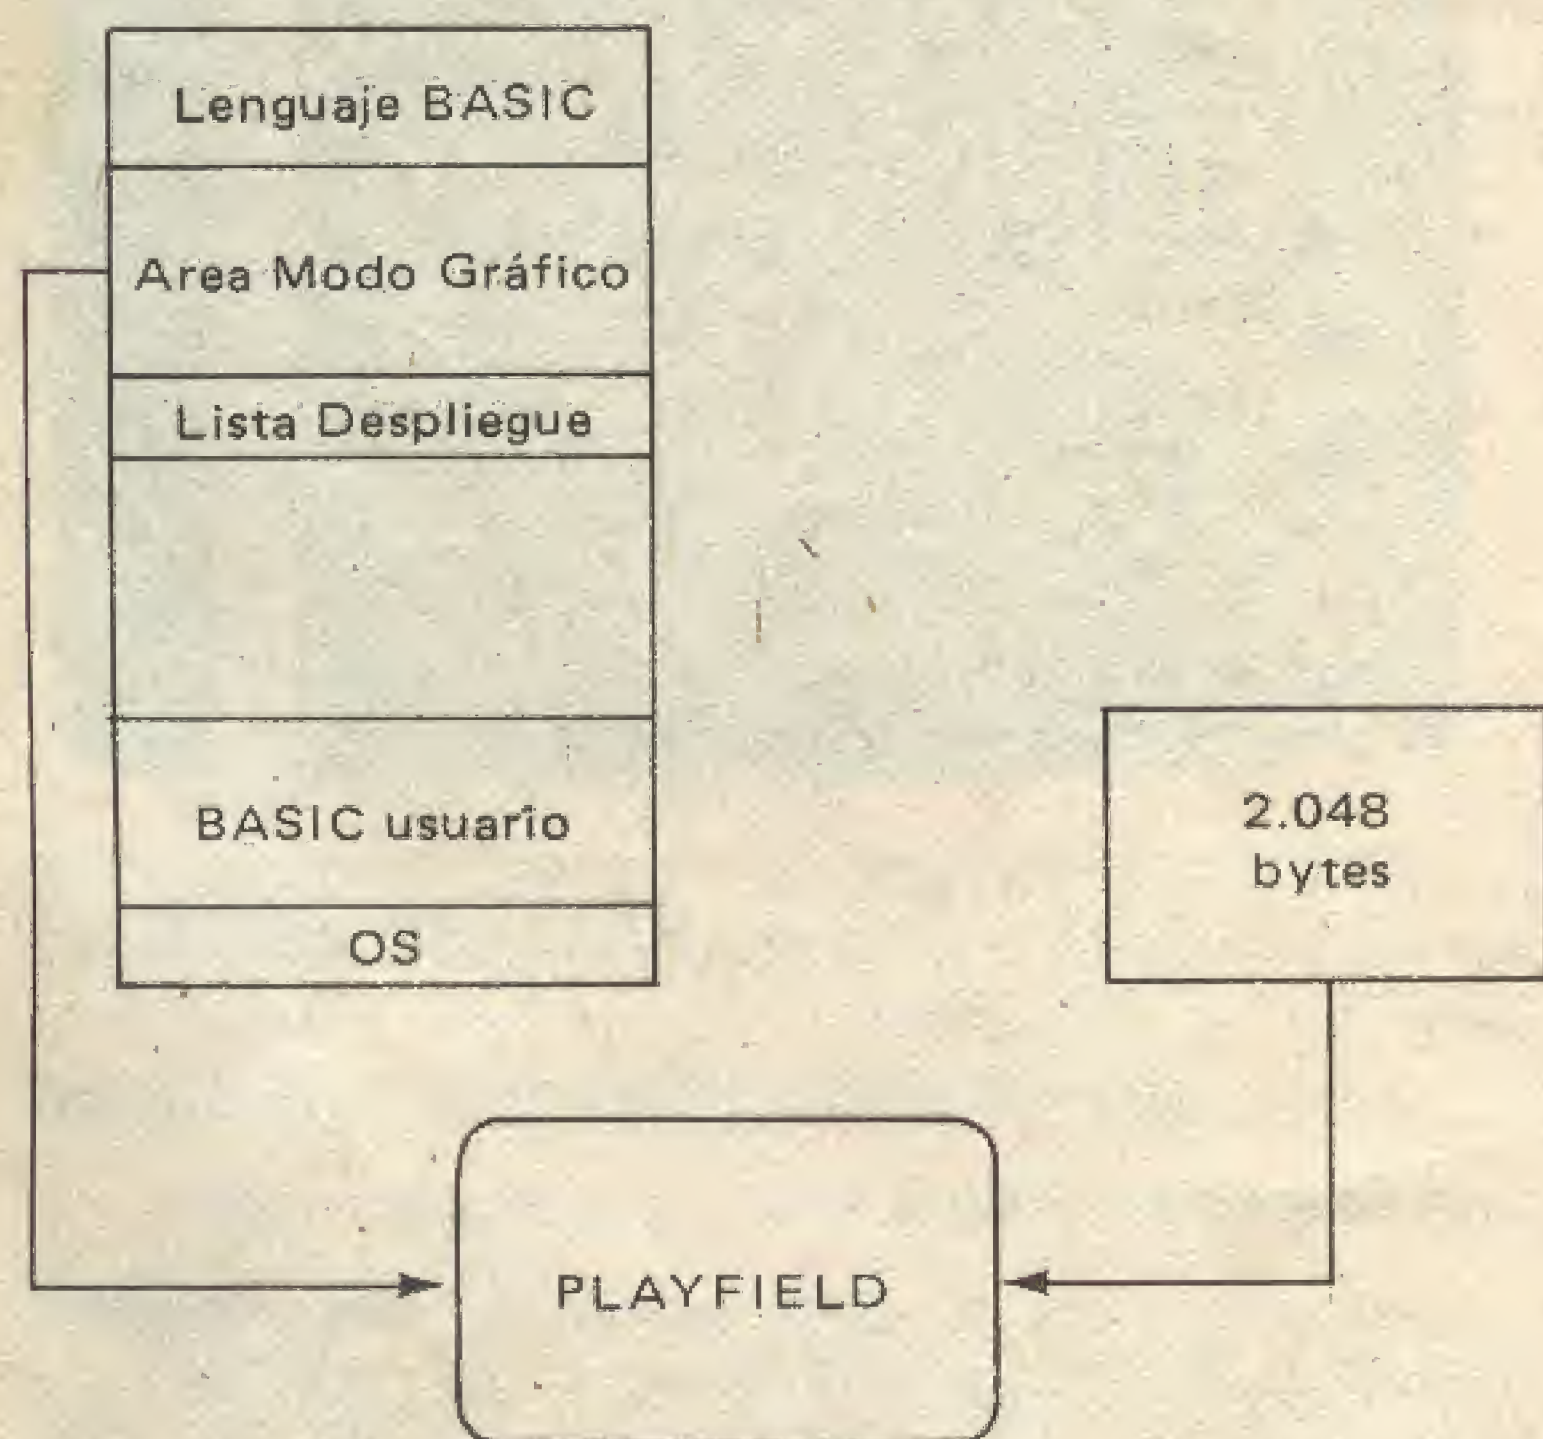 Lenguaje BASIC
Area Modo Gráfico
Lista Despliegue
BASIC usuario
OS
2.048
bytes
PLAYFIELD